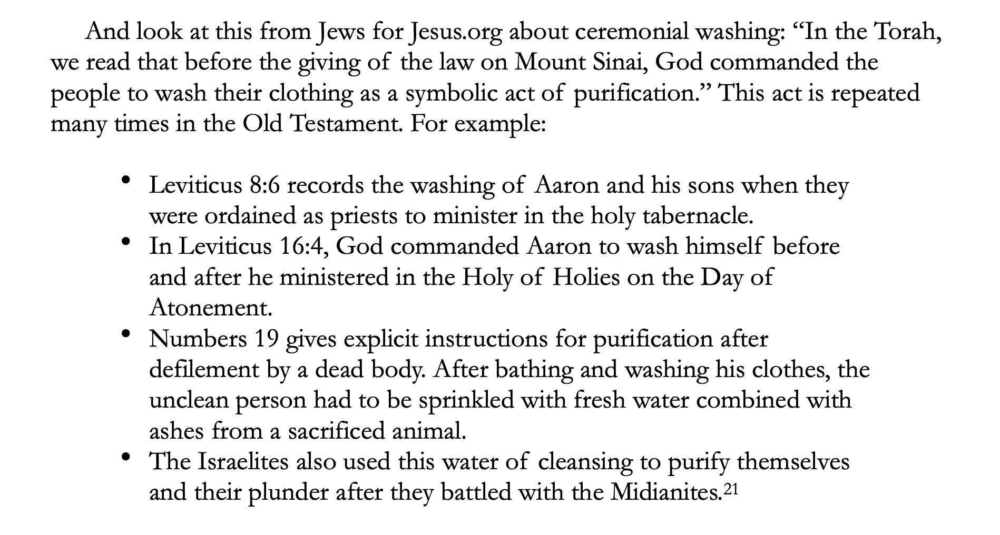 And look at this from Jews for Jesus.org about ceremonial washing: “In the Torah,
we read that before the giving of the law on Mount Sinai, God commanded the
people to wash their clothing as a symbolic act of purification.” This act is repeated
many times in the Old Testament. For example:
• Leviticus 8:6 records the washing of Aaron and his sons when they
were ordained as priests to minister in the holy tabernacle.
• In Leviticus 16:4, God commanded Aaron to wash himself before
and after he ministered in the Holy of Holies on the Day of
Atonement.
• Numbers 19 gives explicit instructions for purification after
defilement by a dead body. After bathing and washing his clothes, the
unclean person had to be sprinkled with fresh water combined with
ashes from a sacrificed animal.
• The Israelites also used this water of cleansing to purify themselves
and their plunder after they battled with the Midianites.21